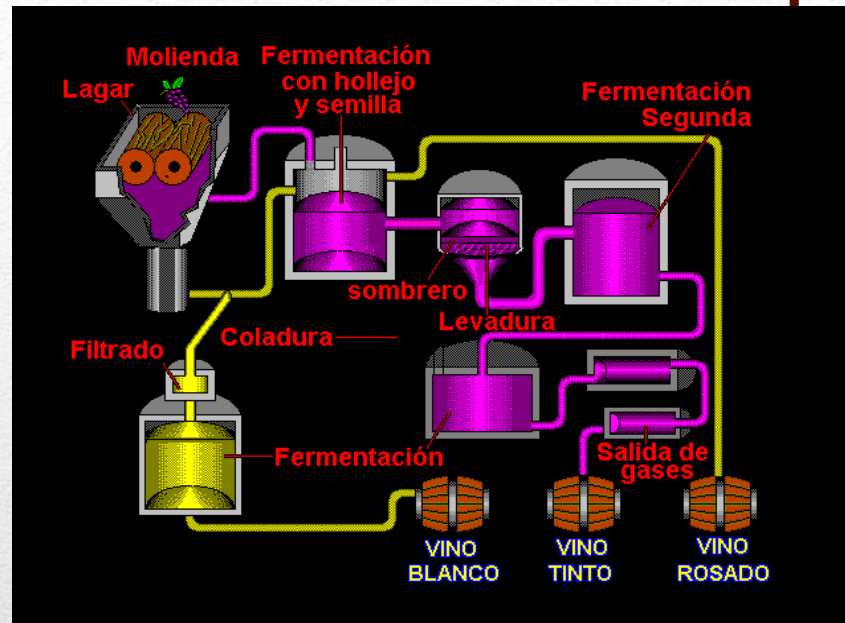 Molienda
Lagar
Fermentación
con hollejo
y semilla
Fermentación
Segunda
sombrero
Levadura
Coladura
Filtrado
Fermentación
Salida de
gases
VINO
BLANCO
VINO
TINTO
VINO
ROSADO